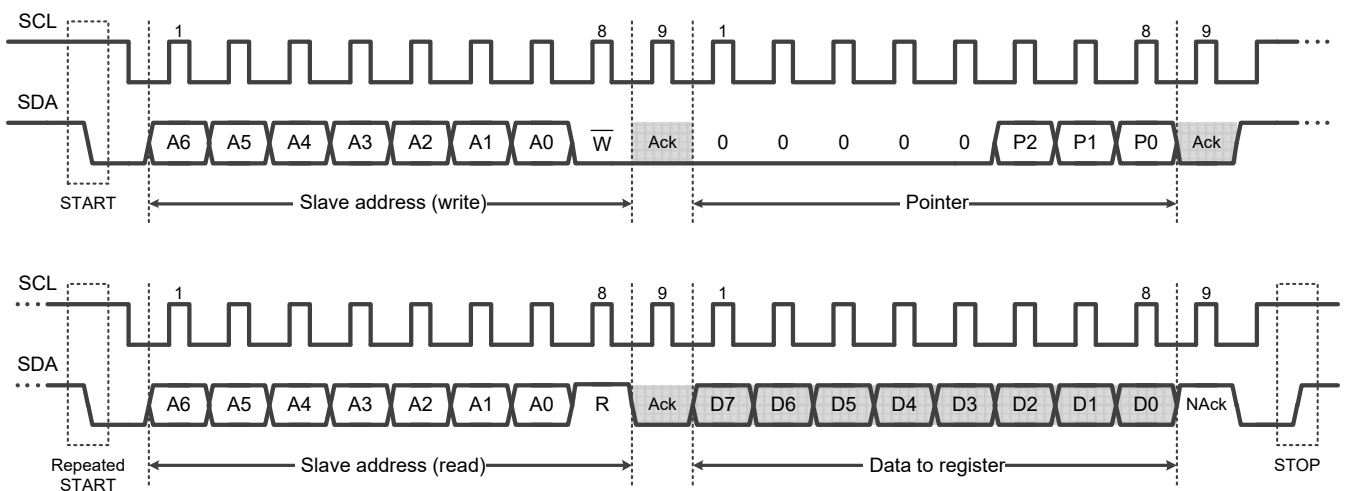 SCL
1 8 9 1 8 9
SDA
A6 A5 A4 A3 A2 A1 A0 W Ack 0 0 0 0 0 P2 P1 P0 Ack
START Slave address (write) Pointer
SCL
1 8 9 1 8 9
SDA
A6 A5 A4 A3 A2 A1 A0 R Ack D7 D6 D5 D4 D3 D2 D1 D0 NAck
Repeated
START
Slave address (read) Data to register STOP